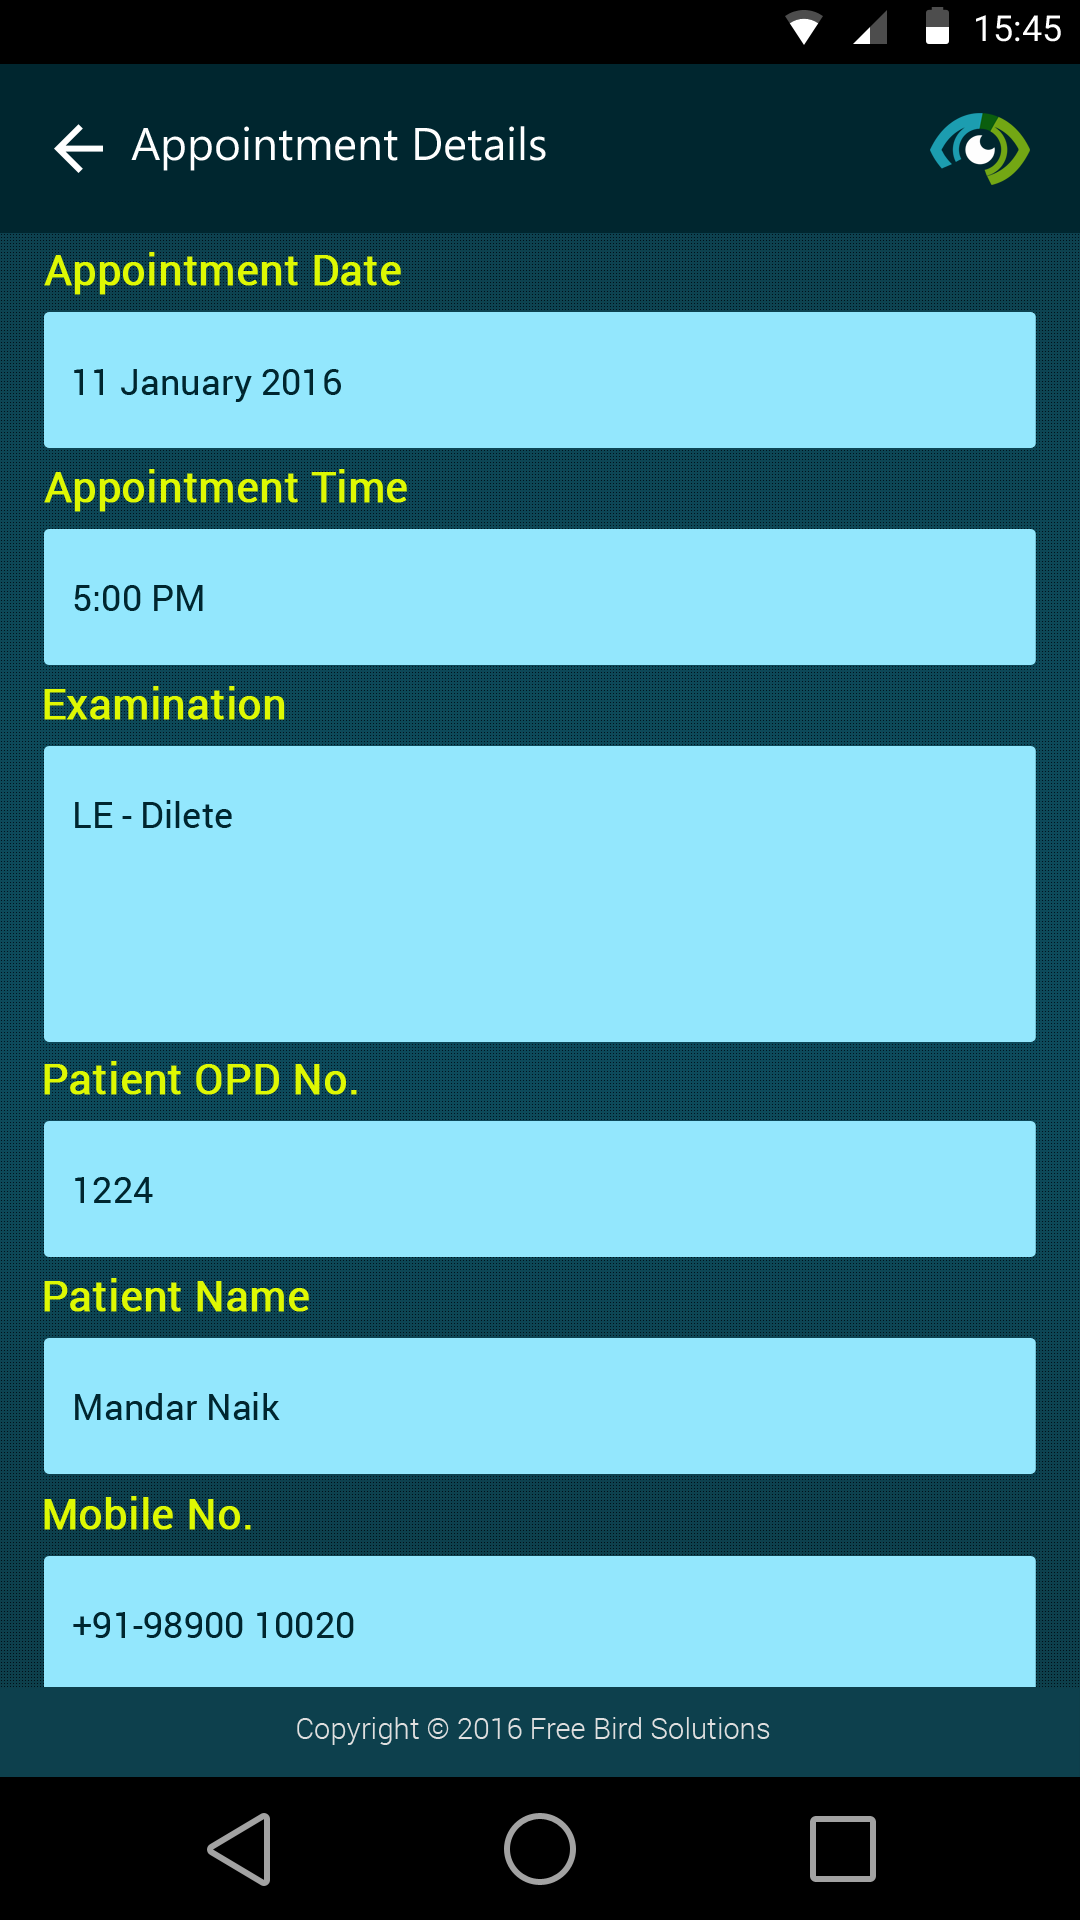 15:45
Appointment Details
Appointment Date
11 January 2016
Appointment Time
5:00 PM
Examination
LE - Dilete
Patient OPD No.
1224
Patient Name
Mandar Naik
Mobile No.
+91-98900 10020
Copyright © 2016 Free Bird Solutions